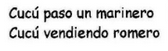 Cucú paso un marinero
Cucú vendiendo romero